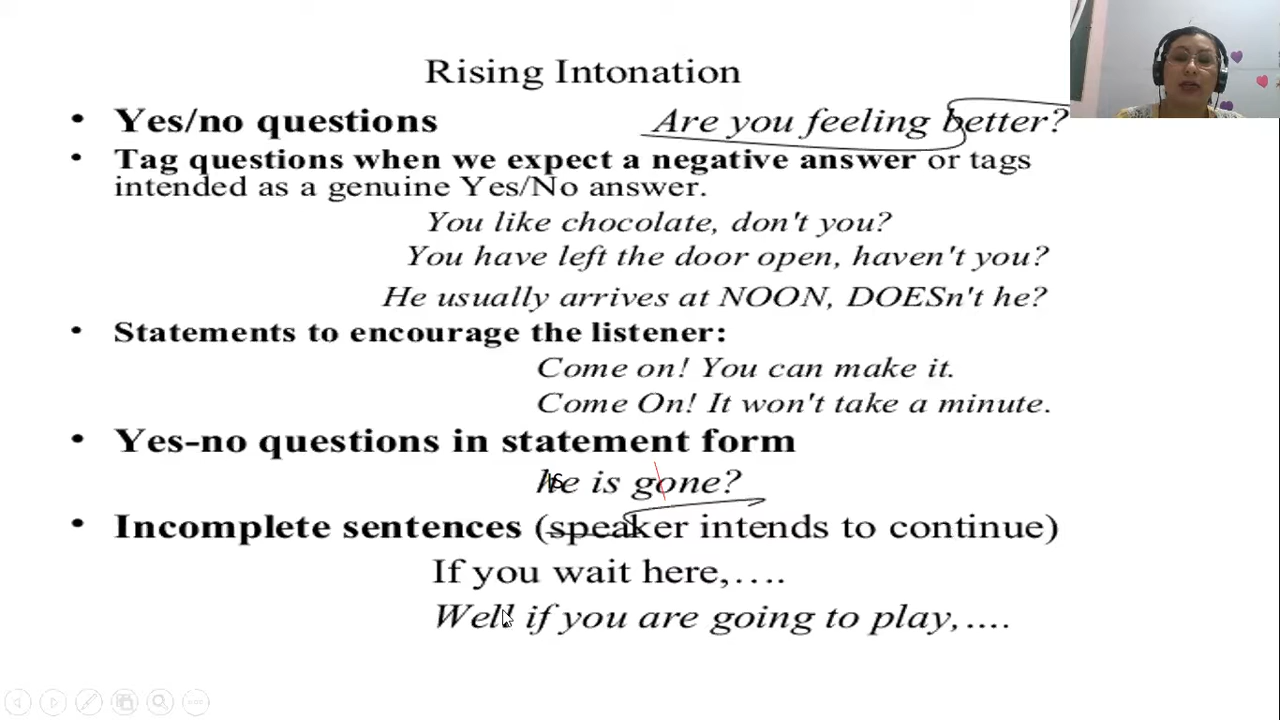 Rising Intonation
• Yes/no questions Are you feeling better?
• Tag questions when we expect a negative answer or tags
intended as a genuine Yes/No answer.
You like chocolate, don't you?
You have left the door open, haven't you?
He usually arrives at NOON, DOESn't he?
• Statements to encourage the listener:
Come on! You can make it.
Come On! It won't take a minute.
• Yes-no questions in statement form
he is gone?
• Incomplete sentences (speaker intends to continue)
If you wait here,....
Well if you are going to play,....